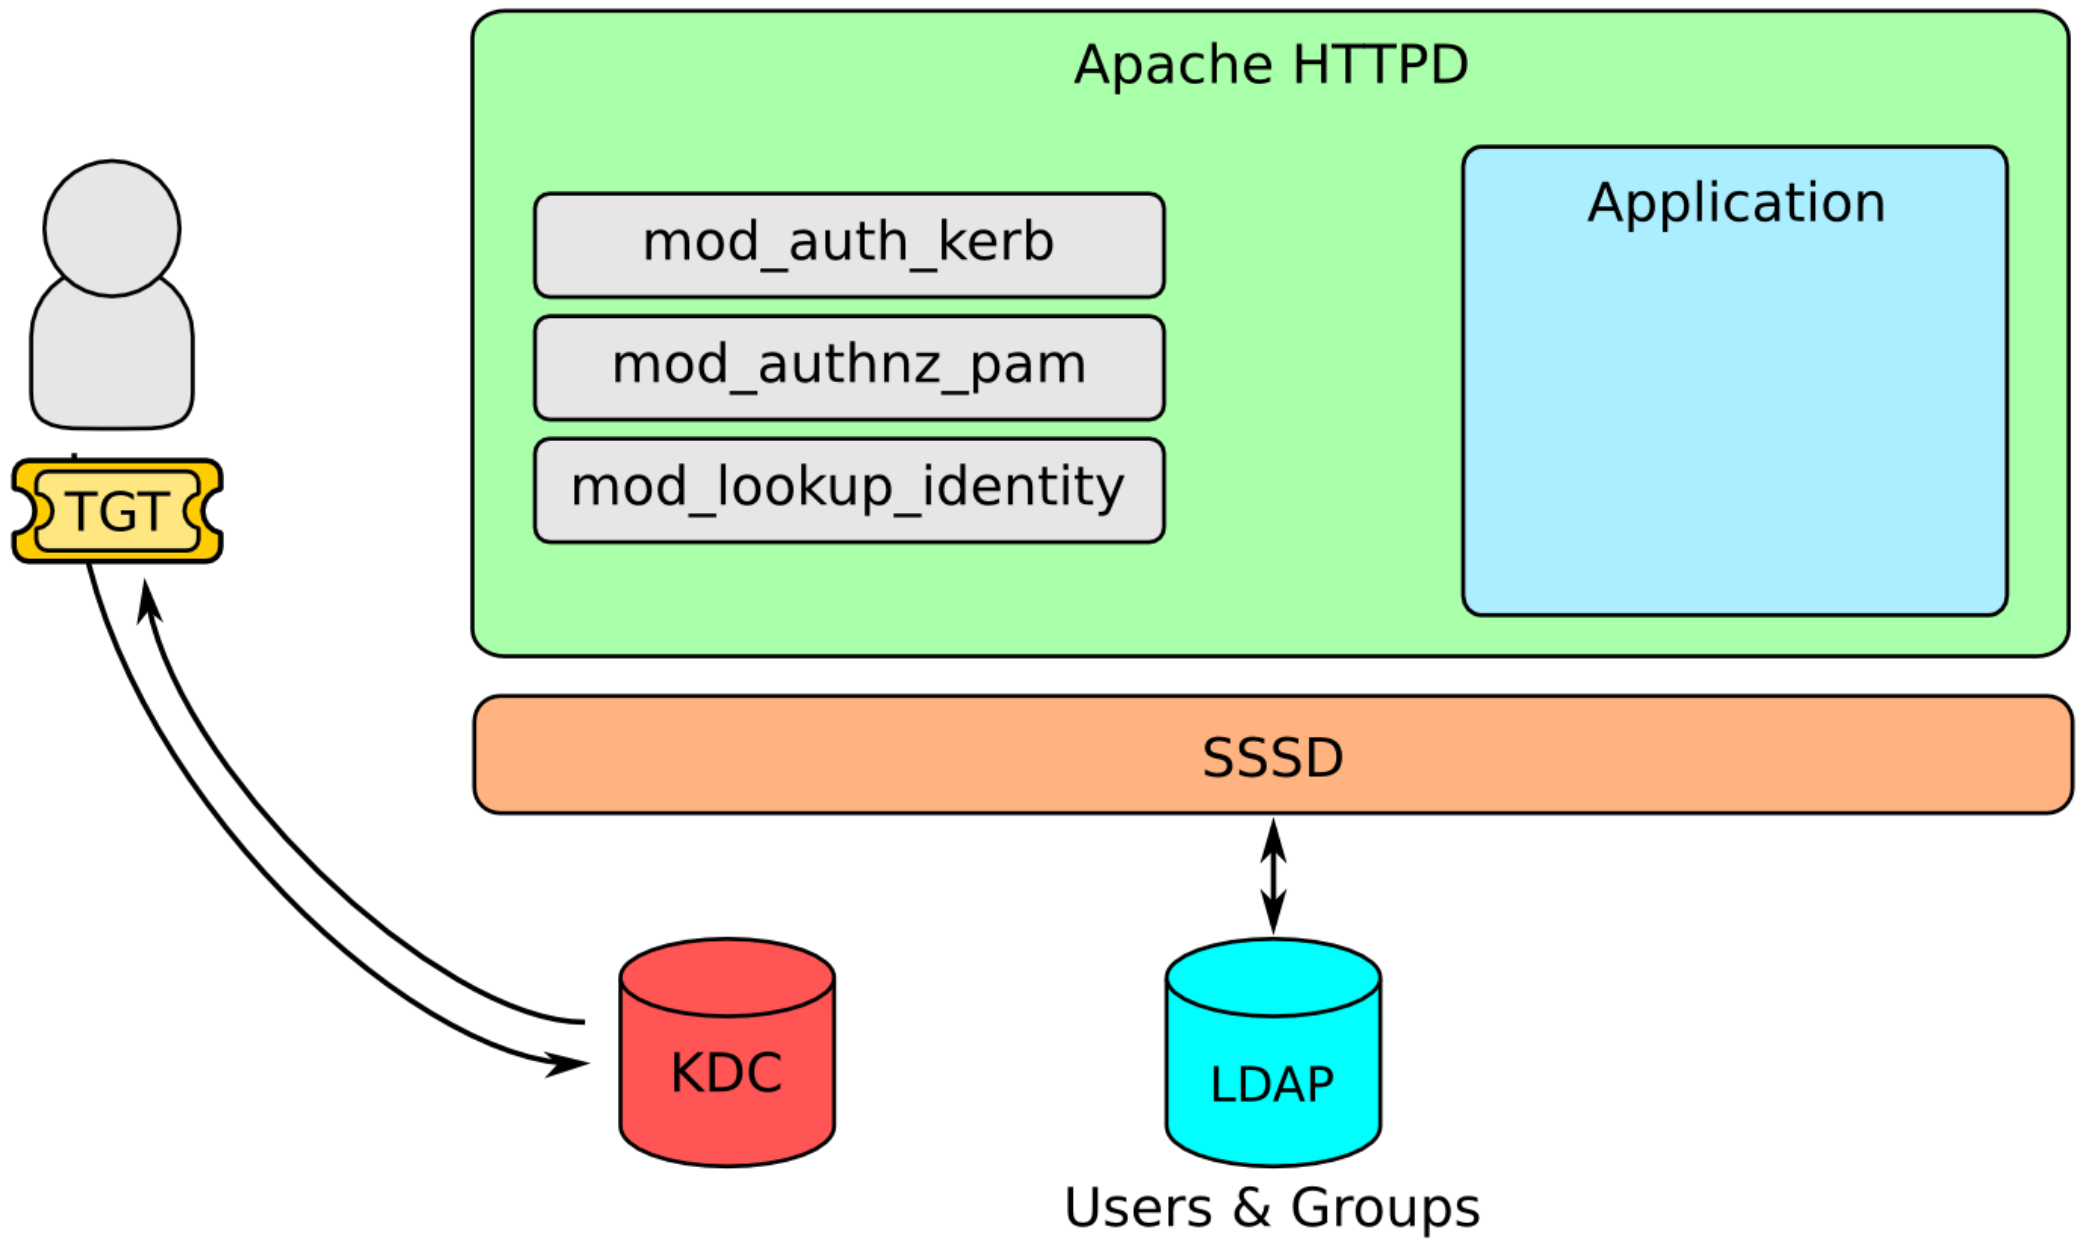 Apache HTTPD
Application
mod_auth_kerb
mod_authnz_pam
mod_lookup_identity
TGT
SSSD
KDC
LDAP
Users & Groups